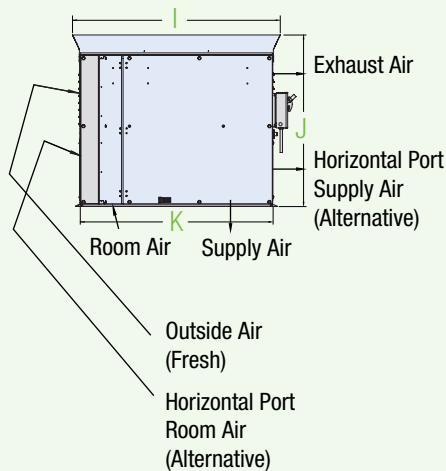 I
Exhaust Air
J
Horizontal Port
Supply Air
(Alternative)
K
Room Air
Supply Air
Outside Air
(Fresh)
Horizontal Port
Room Air
(Alternative)